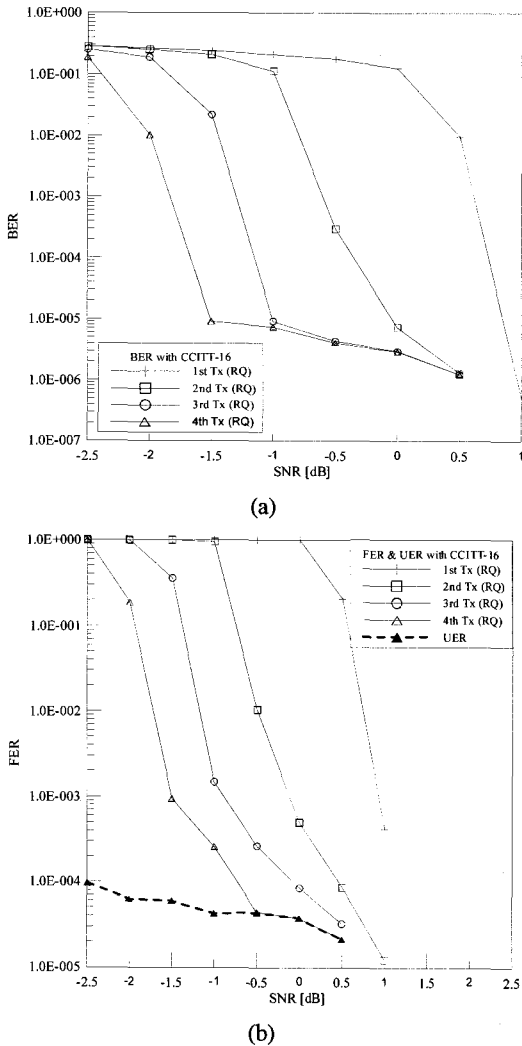 1.0E+000
1.0E-001
1.0E-002
1.0E-003
1.0E-004
1.0E-005
1.0E-006
1.0E-007
BER
BER with CCITT-16
1st Tx (RQ)
2nd Tx (RQ)
3rd Tx (RQ)
4th Tx (RQ)
-2.5 -2 -1.5 -1 -0.5 0 0.5 1
SNR [dB]
(a)
1.0E+000
1.0E-001
1.0E-002
1.0E-003
1.0E-004
1.0E-005
FER
FER & UER with CCITT-16
1st Tx (RQ)
2nd Tx (RQ)
3rd Tx (RQ)
4th Tx (RQ)
UER
-2.5 -2 -1.5 -1 -0.5 0 0.5 1 1.5 2 2.5
SNR [dB]
(b)